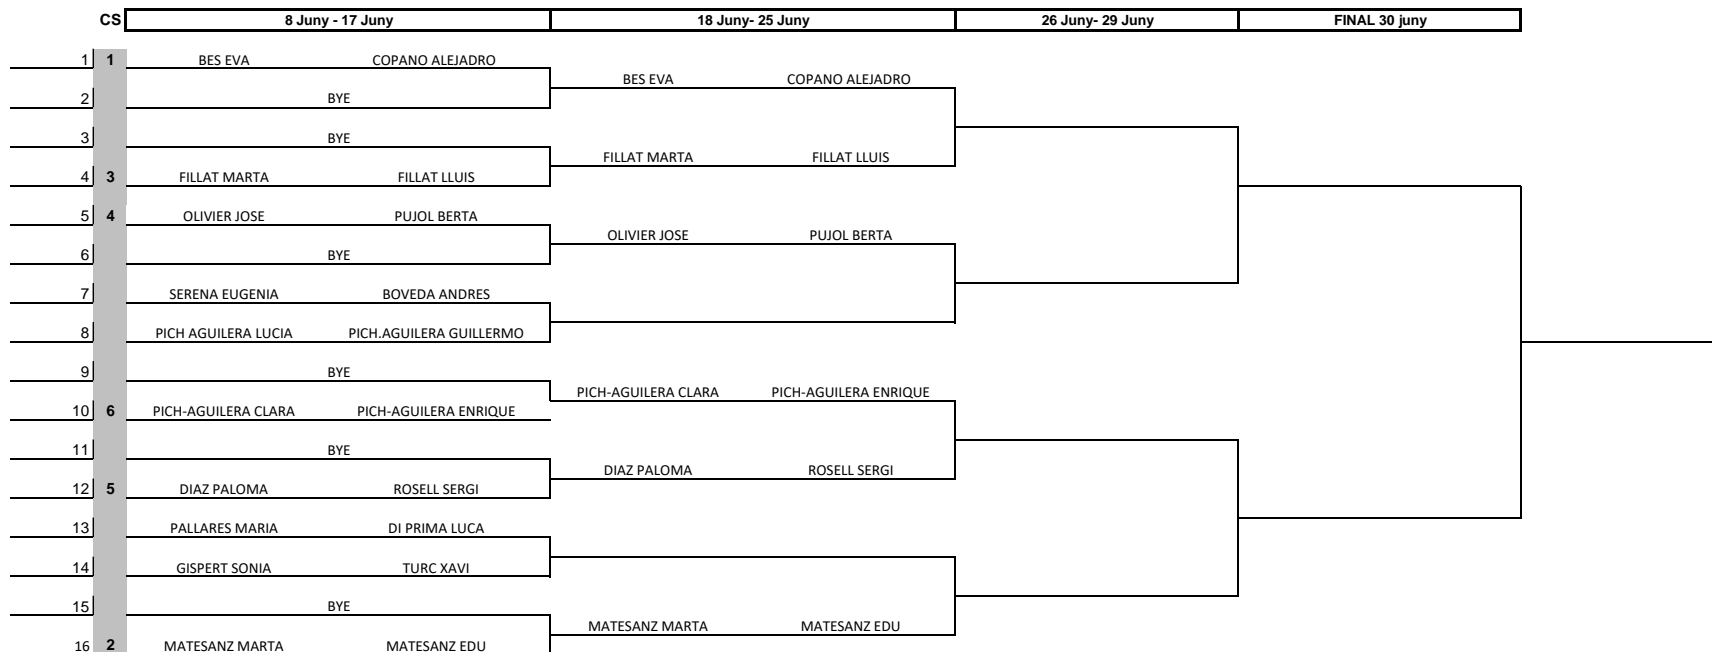 CS 8 Juny - 17 Juny 18 Juny- 25 Juny 26 Juny- 29 Juny FINAL 30 juny
1 1 BES EVA COPANO ALEJADRO
BES EVA COPANO ALEJADRO
2 BYE
3 BYE
FILLAT MARTA FILLAT LLUIS
4 3 FILLAT MARTA FILLAT LLUIS
5 4 OLIVIER JOSE PUJOL BERTA
OLIVIER JOSE PUJOL BERTA
6 BYE
7 SERENA EUGENIA BOVEDA ANDRES
8 PICH AGUILERA LUCIA PICH.AGUILERA GUILLERMO
9 BYE
PICH-AGUILERA CLARA PICH-AGUILERA ENRIQUE
10 6 PICH-AGUILERA CLARA PICH-AGUILERA ENRIQUE
11 BYE
DIAZ PALOMA ROSELL SERGI
12 5 DIAZ PALOMA ROSELL SERGI
13 PALLARES MARIA DI PRIMA LUCA
14 GISPERT SONIA TURC XAVI
15 BYE
MATESANZ MARTA MATESANZ EDU
16 2 MATESANZ MARTA MATESANZ EDU